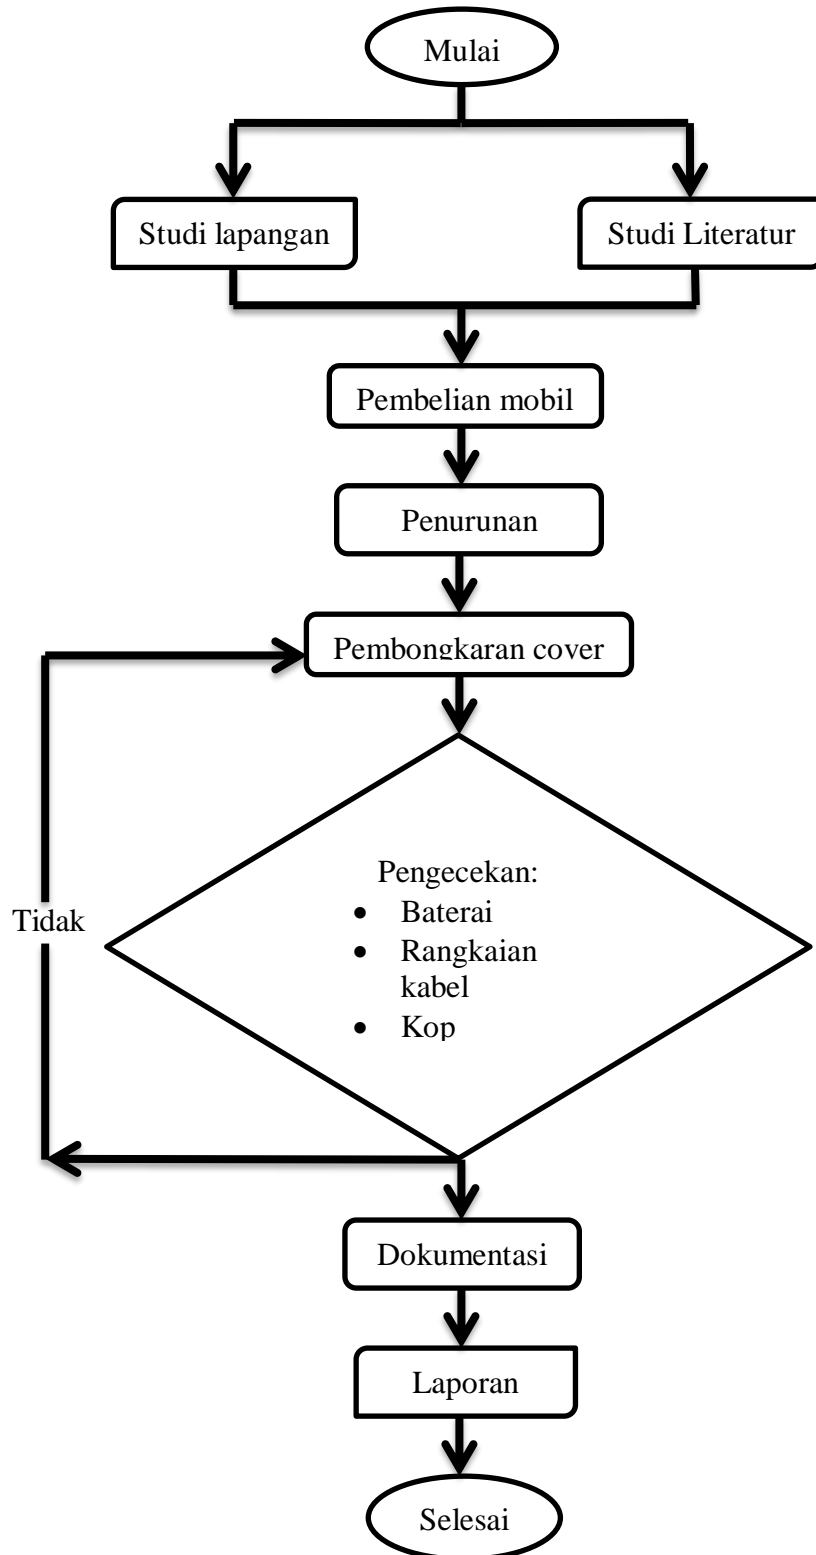 Mulai
Studi lapangan
Studi Literatur
Pembelian mobil
Penurunan
Pembongkaran cover
Pengecekan:
• Baterai
• Rangkaian
kabel
• Kop
Tidak
Dokumentasi
Laporan
Selesai